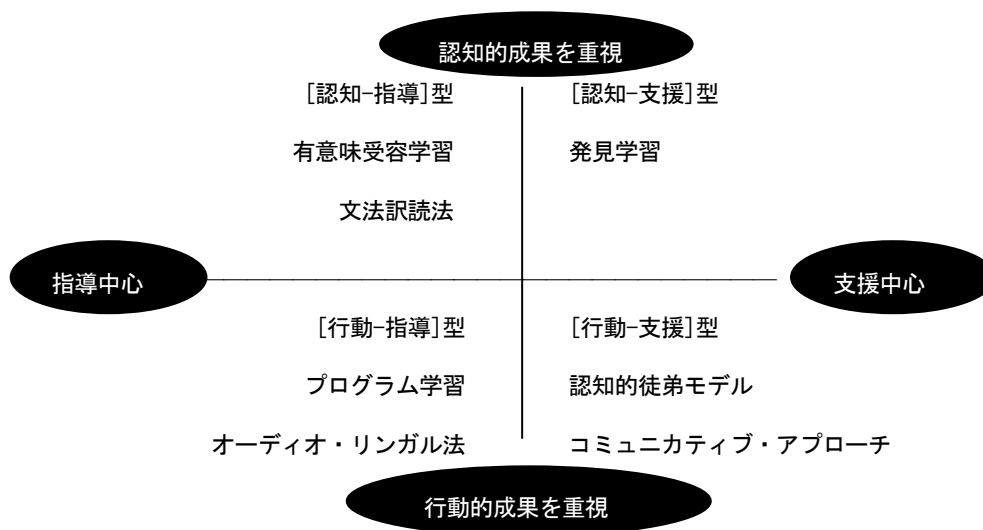 認知的成果を重視
[認知-指導]型
[認知-支援]型
有意味受容学習
発見学習
文法訳読法
指導中心
支援中心
[行動-指導]型
[行動-支援]型
プログラム学習
認知的徒弟モデル
オーディオ・リンガル法
コミュニカティブ・アプローチ
行動的成果を重視